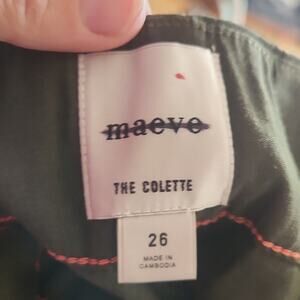 maeve
THE COLETTE
26
MADE IN
CAMBODIA